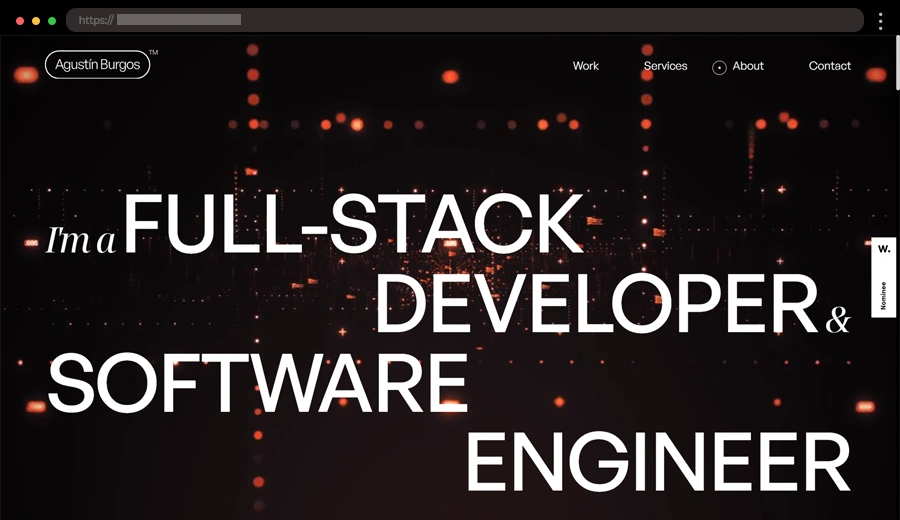 https://
Agustín Burgos™
Work Services About Contact
I'm a FULL-STACK
DEVELOPER &
SOFTWARE
ENGINEER
W.
Nominee